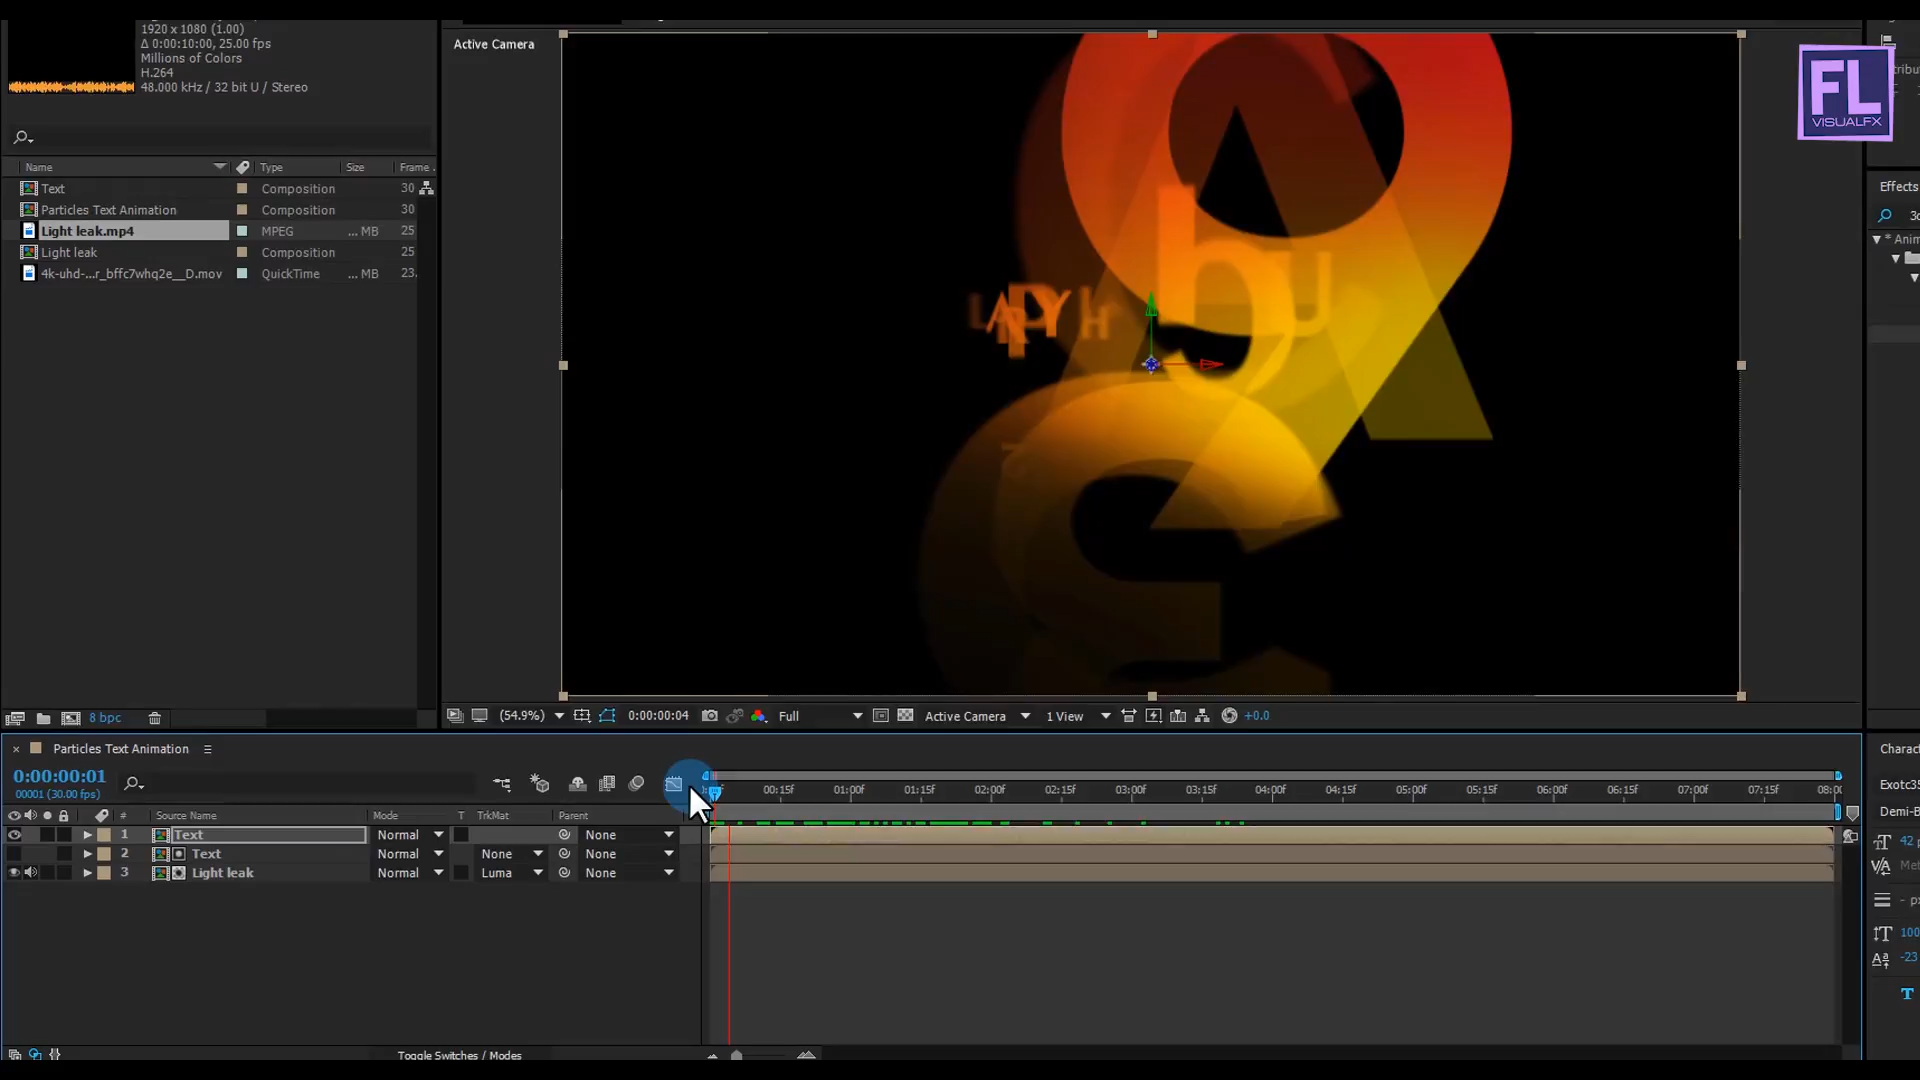 1920 x 1080 (1.00)
Δ 0:00:10:00, 25.00 fps
Millions of Colors
H.264
48.000 kHz / 32 bit U / Stereo
Name Type Size Frame
Text Composition 30
Particles Text Animation Composition 30
Light leak.mp4 MPEG ... MB 25
Light leak Composition 25
4k-uhd-...r_bffc7whq2e__D.mov QuickTime ... MB 23.
8 bpc
Active Camera
(54.9%) 0:00:00:04 Full Active Camera 1 View +0.0
FL
VISUALFX
Effects
Anim
Particles Text Animation
0:00:00:01
00001 (30.00 fps)
00:15f 01:00f 01:15f 02:00f 02:15f 03:00f 03:15f 04:00f 04:15f 05:00f 05:15f 06:00f 06:15f 07:00f 07:15f 08:00
# Source Name Mode T TrkMat Parent
1 Text Normal None
2 Text Normal None None
3 Light leak Normal Luma None
Toggle Switches / Modes
Charac
Exotc35
Demi-B
42 p
Met
- p
100
-23
T